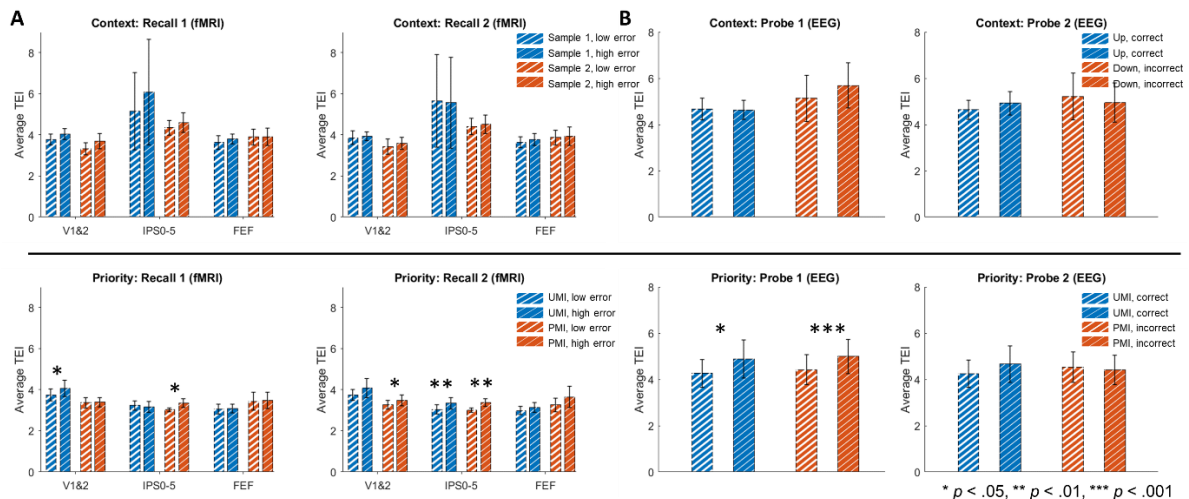 A
B
Context: Recall 1 (fMRI)
Average TEI
8
6
4
2
0
V1&2
IPS0-5
FEF
Context: Recall 2 (fMRI)
Average TEI
8
6
4
2
0
V1&2
IPS0-5
FEF
Sample 1, low error
Sample 1, high error
Sample 2, low error
Sample 2, high error
Context: Probe 1 (EEG)
Average TEI
8
6
4
2
0
Context: Probe 2 (EEG)
Average TEI
8
6
4
2
0
Up, correct
Up, correct
Down, incorrect
Down, incorrect
Priority: Recall 1 (fMRI)
Average TEI
8
6
4
2
0
*
*
V1&2
IPS0-5
FEF
Priority: Recall 2 (fMRI)
Average TEI
8
6
4
2
0
*
**
**
V1&2
IPS0-5
FEF
UMI, low error
UMI, high error
PMI, low error
PMI, high error
Priority: Probe 1 (EEG)
Average TEI
8
6
4
2
0
*
***
Priority: Probe 2 (EEG)
Average TEI
8
6
4
2
0
UMI, correct
UMI, correct
PMI, incorrect
PMI, incorrect
* p < .05, ** p < .01, *** p < .001